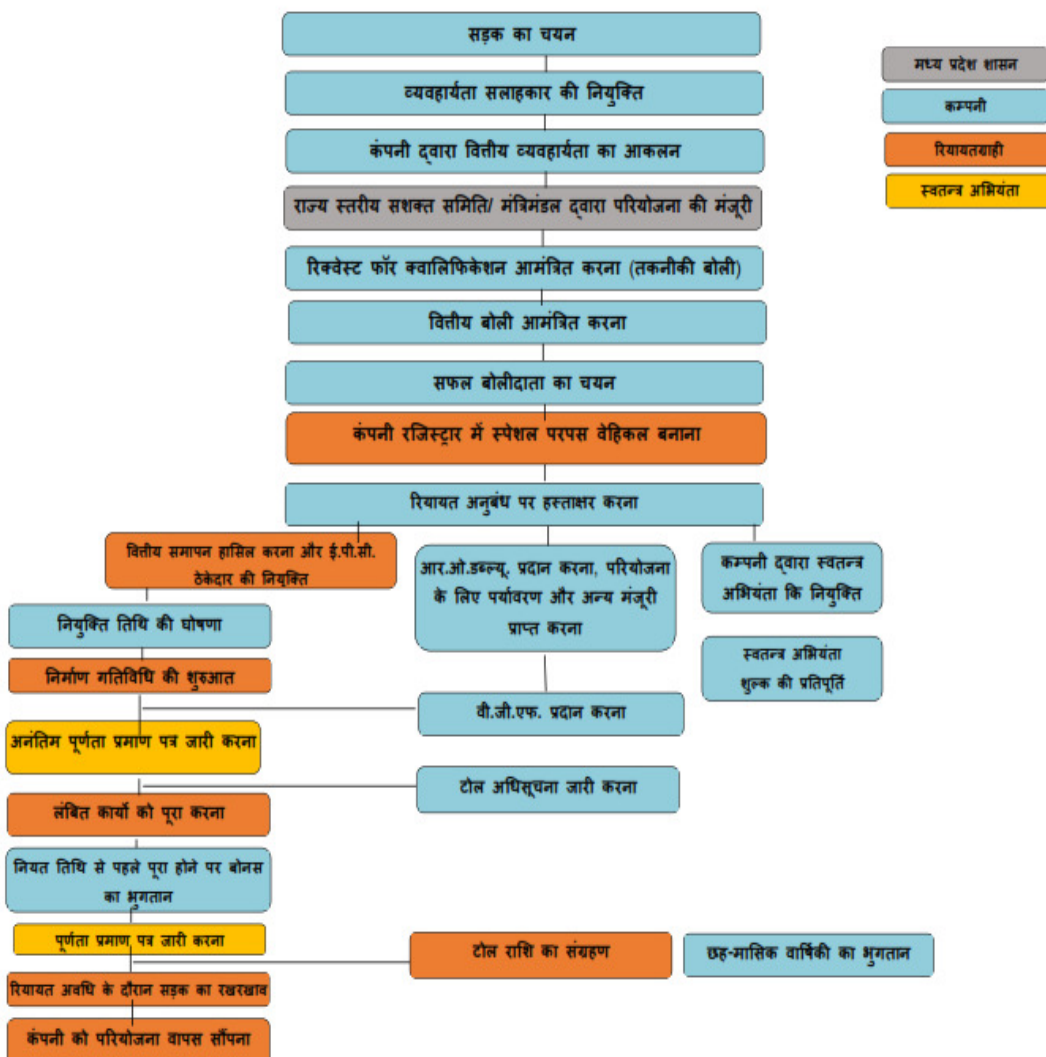 सड़क का चयन
व्यवहार्यता सलाहकार की नियुक्ति
कंपनी द्वारा वित्तीय व्यवहार्यता का आकलन
राज्य स्तरीय सशक्त समिति/ मंत्रिमंडल द्वारा परियोजना की मंजूरी
रिक्वेस्ट फॉर क्वालिफिकेशन आमंत्रित करना (तकनीकी बोली)
वित्तीय बोली आमंत्रित करना
सफल बोलीदाता का चयन
कंपनी रजिस्ट्रार में स्पेशल परपस वेहिकल बनाना
रियायत अनुबंध पर हस्ताक्षर करना
मध्य प्रदेश शासन
कम्पनी
रियायतग्राही
स्वतन्त्र अभियंता
वित्तीय समापन हासिल करना और ई.पी.सी.
ठेकेदार की नियुक्ति
आर.ओ.डब्ल्यू. प्रदान करना, परियोजना
के लिए पर्यावरण और अन्य मंजूरी
प्राप्त करना
कम्पनी द्वारा स्वतन्त्र
अभियंता कि नियुक्ति
नियुक्ति तिथि की घोषणा
निर्माण गतिविधि की शुरुआत
स्वतन्त्र अभियंता
शुल्क की प्रतिपूर्ति
वी.जी.एफ. प्रदान करना
अनंतिम पूर्णता प्रमाण पत्र जारी करना
टोल अधिसूचना जारी करना
लंबित कार्यो को पूरा करना
नियत तिथि से पहले पूरा होने पर बोनस
का भुगतान
पूर्णता प्रमाण पत्र जारी करना
टोल राशि का संग्रहण
छह-मासिक वार्षिकी का भुगतान
रियायत अवधि के दौरान सड़क का रखरखाव
कंपनी को परियोजना वापस सौंपना